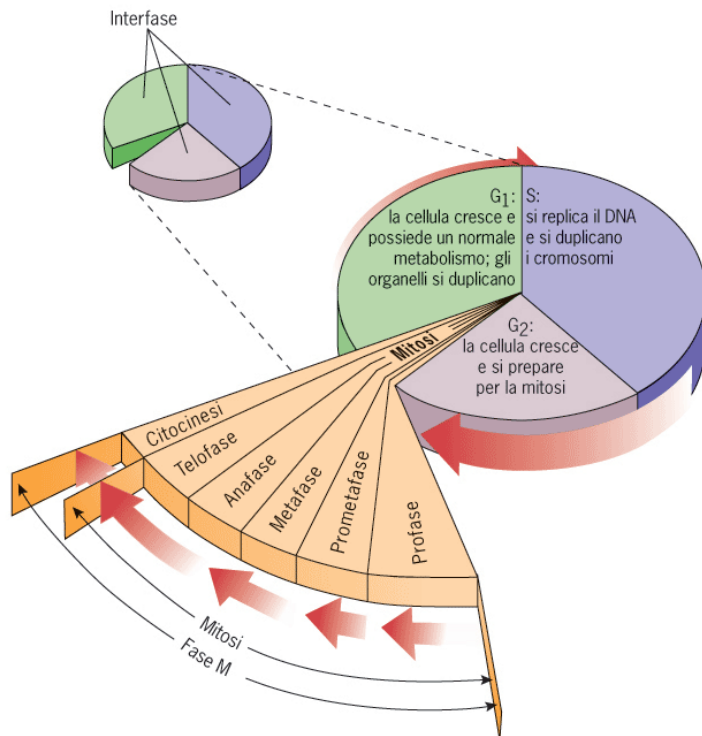 Interfase
G1:
la cellula cresce e
possiede un normale
metabolismo; gli
organelli si duplicano
S:
si replica il DNA
e si duplicano
i cromosomi
G2:
la cellula cresce
e si prepare
per la mitosi
Mitosi
Citocinesi
Telofase
Anafase
Metafase
Prometafase
Profase
Mitosi
Fase M